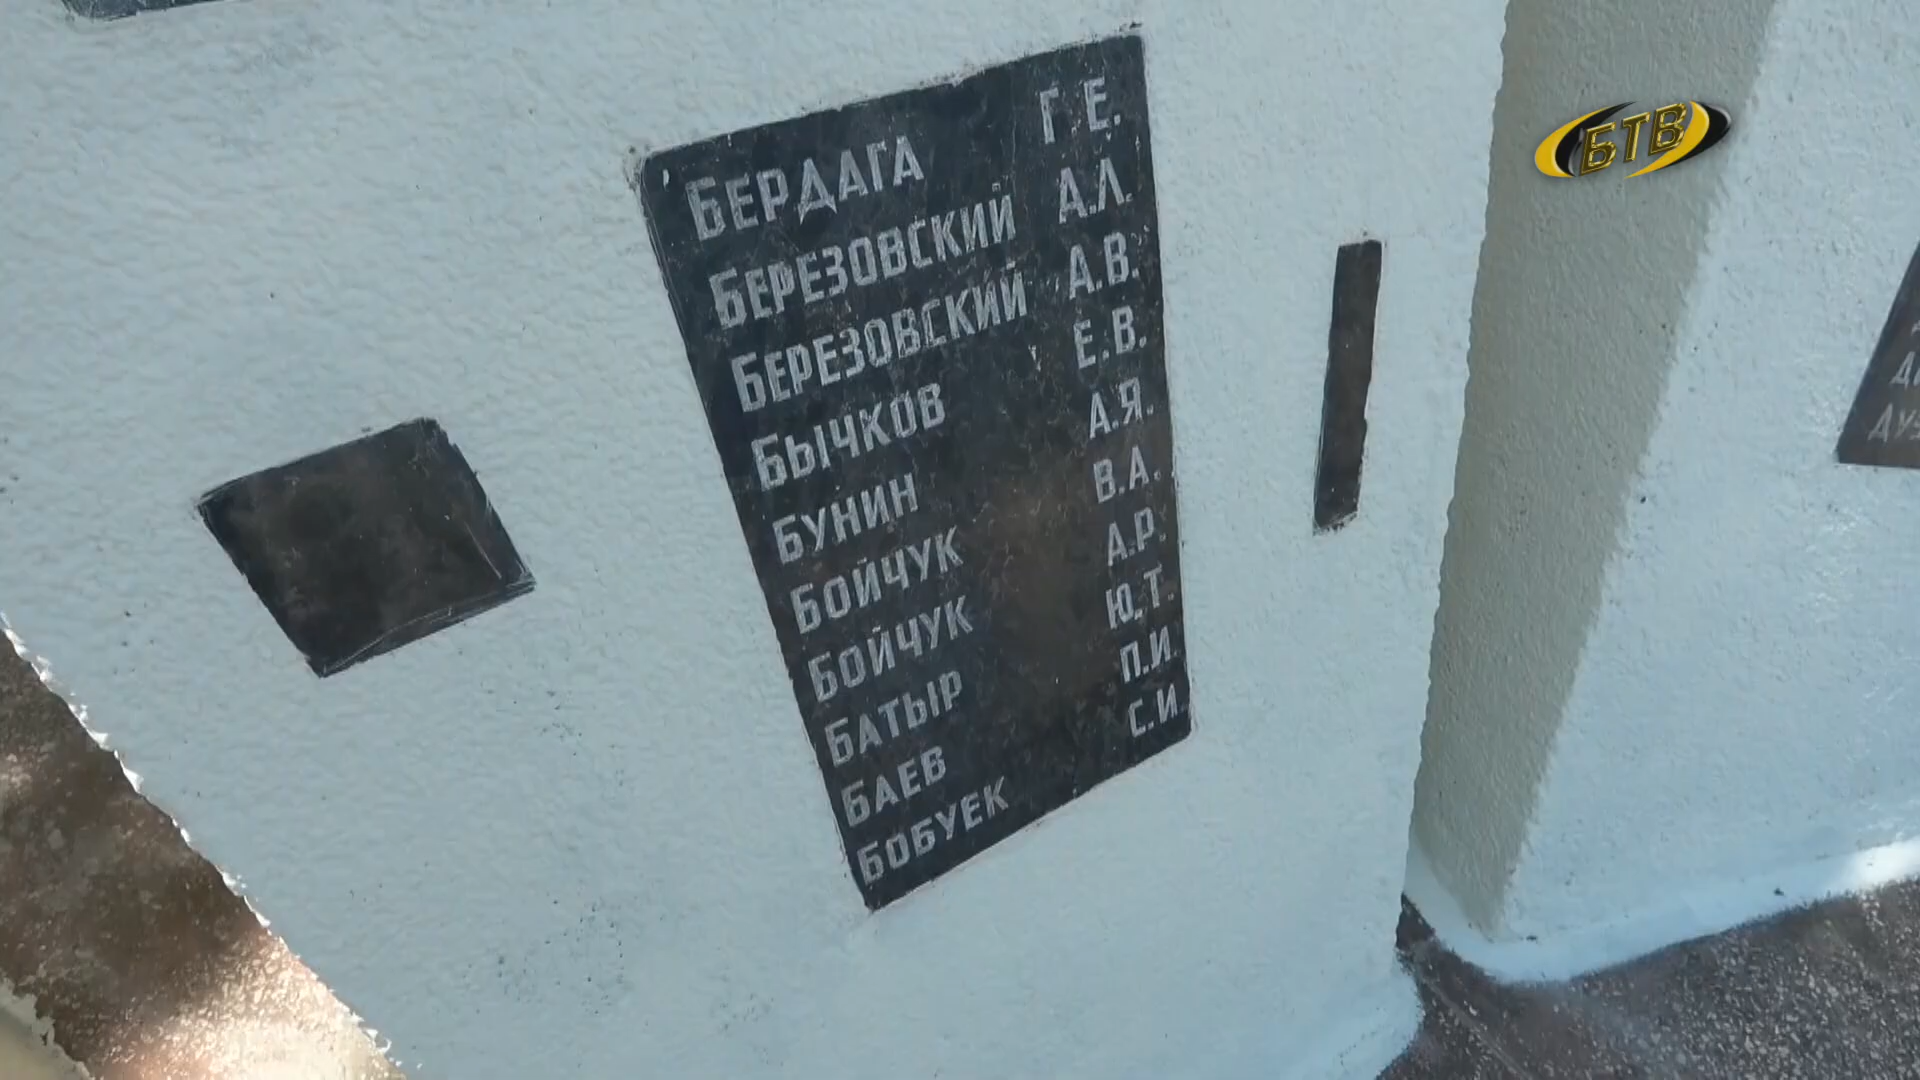 БТВ
БЕРДАГА Г.Е.
БЕРЕЗОВСКИЙ А.Л.
БЕРЕЗОВСКИЙ А.В.
БЫЧКОВ Е.В.
БУНИН А.Я.
БОЙЧУК В.А.
БОЙЧУК А.Р.
БАТЫР Ю.Т.
БАЕВ П.И.
БОБУЕК С.И.